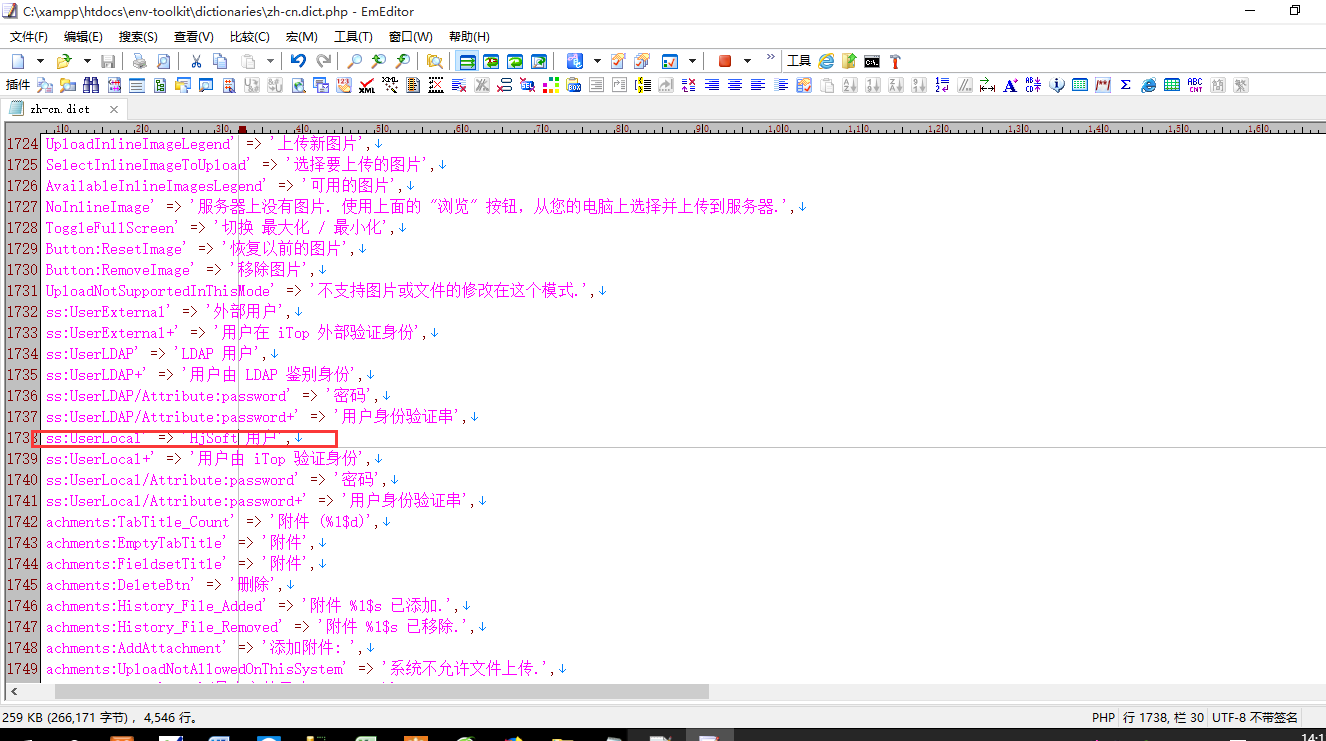 C:\xampp\htdocs\env-toolkit\dictionaries\zh-cn.dict.php - EmEditor
文件(F) 编辑(E) 搜索(S) 查看(V) 比较(C) 宏(M) 工具(T) 窗口(W) 帮助(H)
工具
插件
zh-cn.dict
1724 UploadInlineImageLegend' => '上传新图片',↓
1725 SelectInlineImageToUpload' => '选择要上传的图片',↓
1726 AvailableInlineImagesLegend' => '可用的图片',↓
1727 NoInlineImage' => '服务器上没有图片. 使用上面的 "浏览" 按钮, 从您的电脑上选择并上传到服务器.',↓
1728 ToggleFullScreen' => '切换 最大化 / 最小化',↓
1729 Button:ResetImage' => '恢复以前的图片',↓
1730 Button:RemoveImage' => '移除图片',↓
1731 UploadNotSupportedInThisMode' => '不支持图片或文件的修改在这个模式.',↓
1732 ss:UserExternal' => '外部用户',↓
1733 ss:UserExternal+' => '用户在 iTop 外部验证身份',↓
1734 ss:UserLDAP' => 'LDAP 用户',↓
1735 ss:UserLDAP+' => '用户由 LDAP 鉴别身份',↓
1736 ss:UserLDAP/Attribute:password' => '密码',↓
1737 ss:UserLDAP/Attribute:password+' => '用户身份验证串',↓
1738 ss:UserLocal' => 'HjSoft 用户',↓
1739 ss:UserLocal+' => '用户由 iTop 验证身份',↓
1740 ss:UserLocal/Attribute:password' => '密码',↓
1741 ss:UserLocal/Attribute:password+' => '用户身份验证串',↓
1742 achments:TabTitle_Count' => '附件 (%1$d)',↓
1743 achments:EmptyTabTitle' => '附件',↓
1744 achments:FieldsetTitle' => '附件',↓
1745 achments:DeleteBtn' => '删除',↓
1746 achments:History_File_Added' => '附件 %1$s 已添加.',↓
1747 achments:History_File_Removed' => '附件 %1$s 已移除.',↓
1748 achments:AddAttachment' => '添加附件: ',↓
1749 achments:UploadNotAllowedOnThisSystem' => '系统不允许文件上传.',↓
259 KB (266,171 字节)，4,546 行。 PHP 行 1738, 栏 30 UTF-8 不带签名